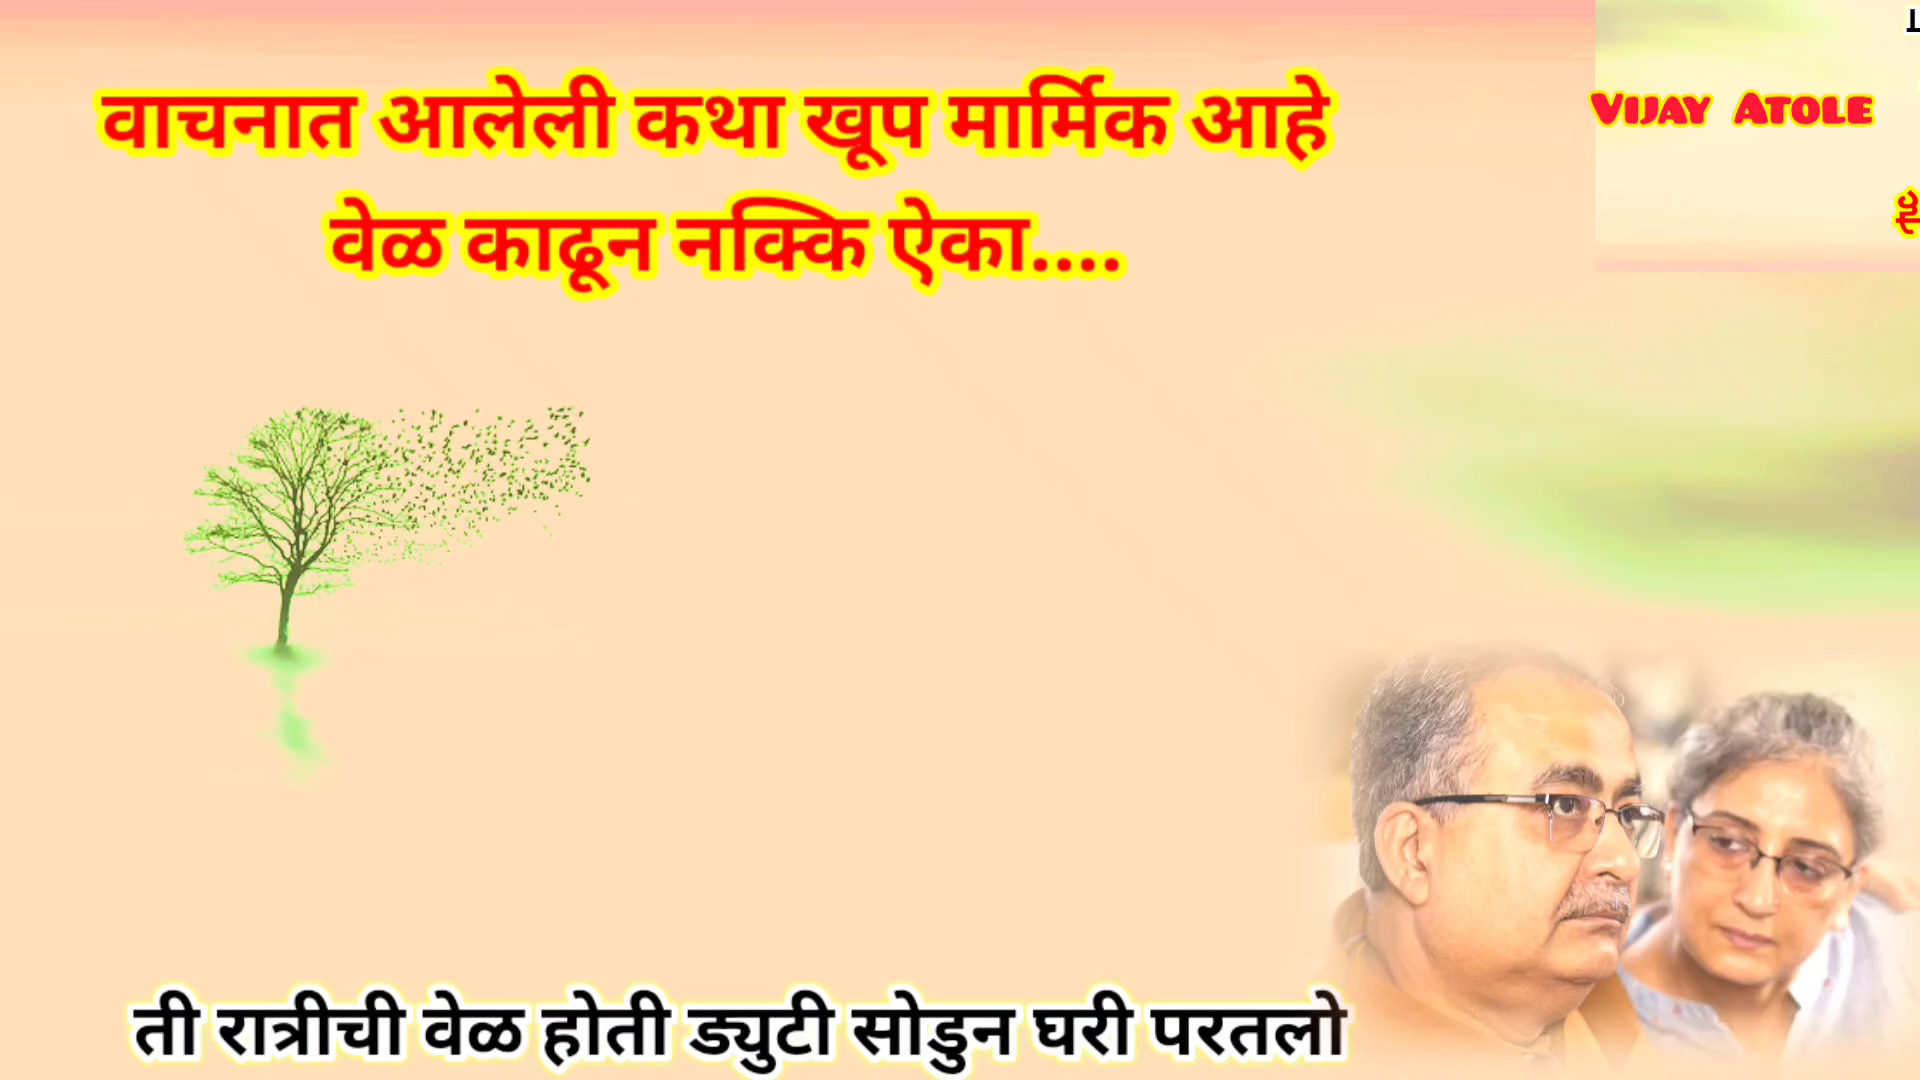 वाचनात आलेली कथा खूप मार्मिक आहे
वेळ काढून नक्कि ऐका....
Vijay Atole
ती रात्रीची वेळ होती ड्युटी सोडुन घरी परतलो